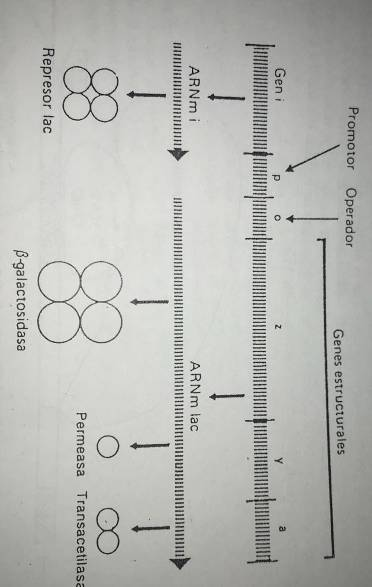 Genes estructurales
Promotor Operador
Gen i p o z Y a
ARNm i ARNm lac
Represor lac β-galactosidasa Permeasa Transacetilasa